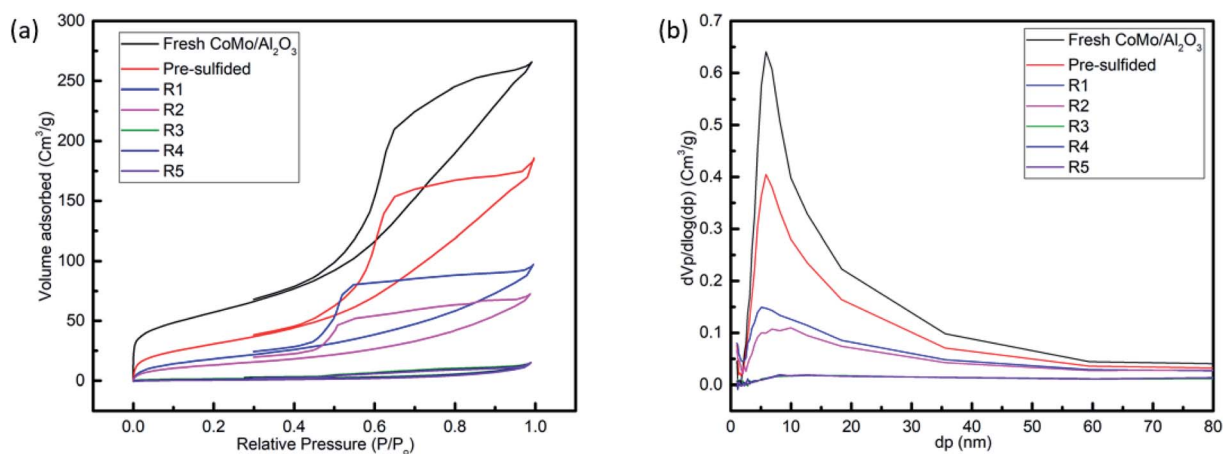 (a)
300
250
200
150
100
50
0
Volume adsorbed (Cm³/g)
Fresh CoMo/Al₂O₃
Pre-sulfided
R1
R2
R3
R4
R5
0.0 0.2 0.4 0.6 0.8 1.0
Relative Pressure (P/Pₒ)
(b)
0.7
0.6
0.5
0.4
0.3
0.2
0.1
0.0
dVp/dlog(dp) (Cm³/g)
Fresh CoMo/Al₂O₃
Pre-sulfided
R1
R2
R3
R4
R5
0 10 20 30 40 50 60 70 80
dp (nm)